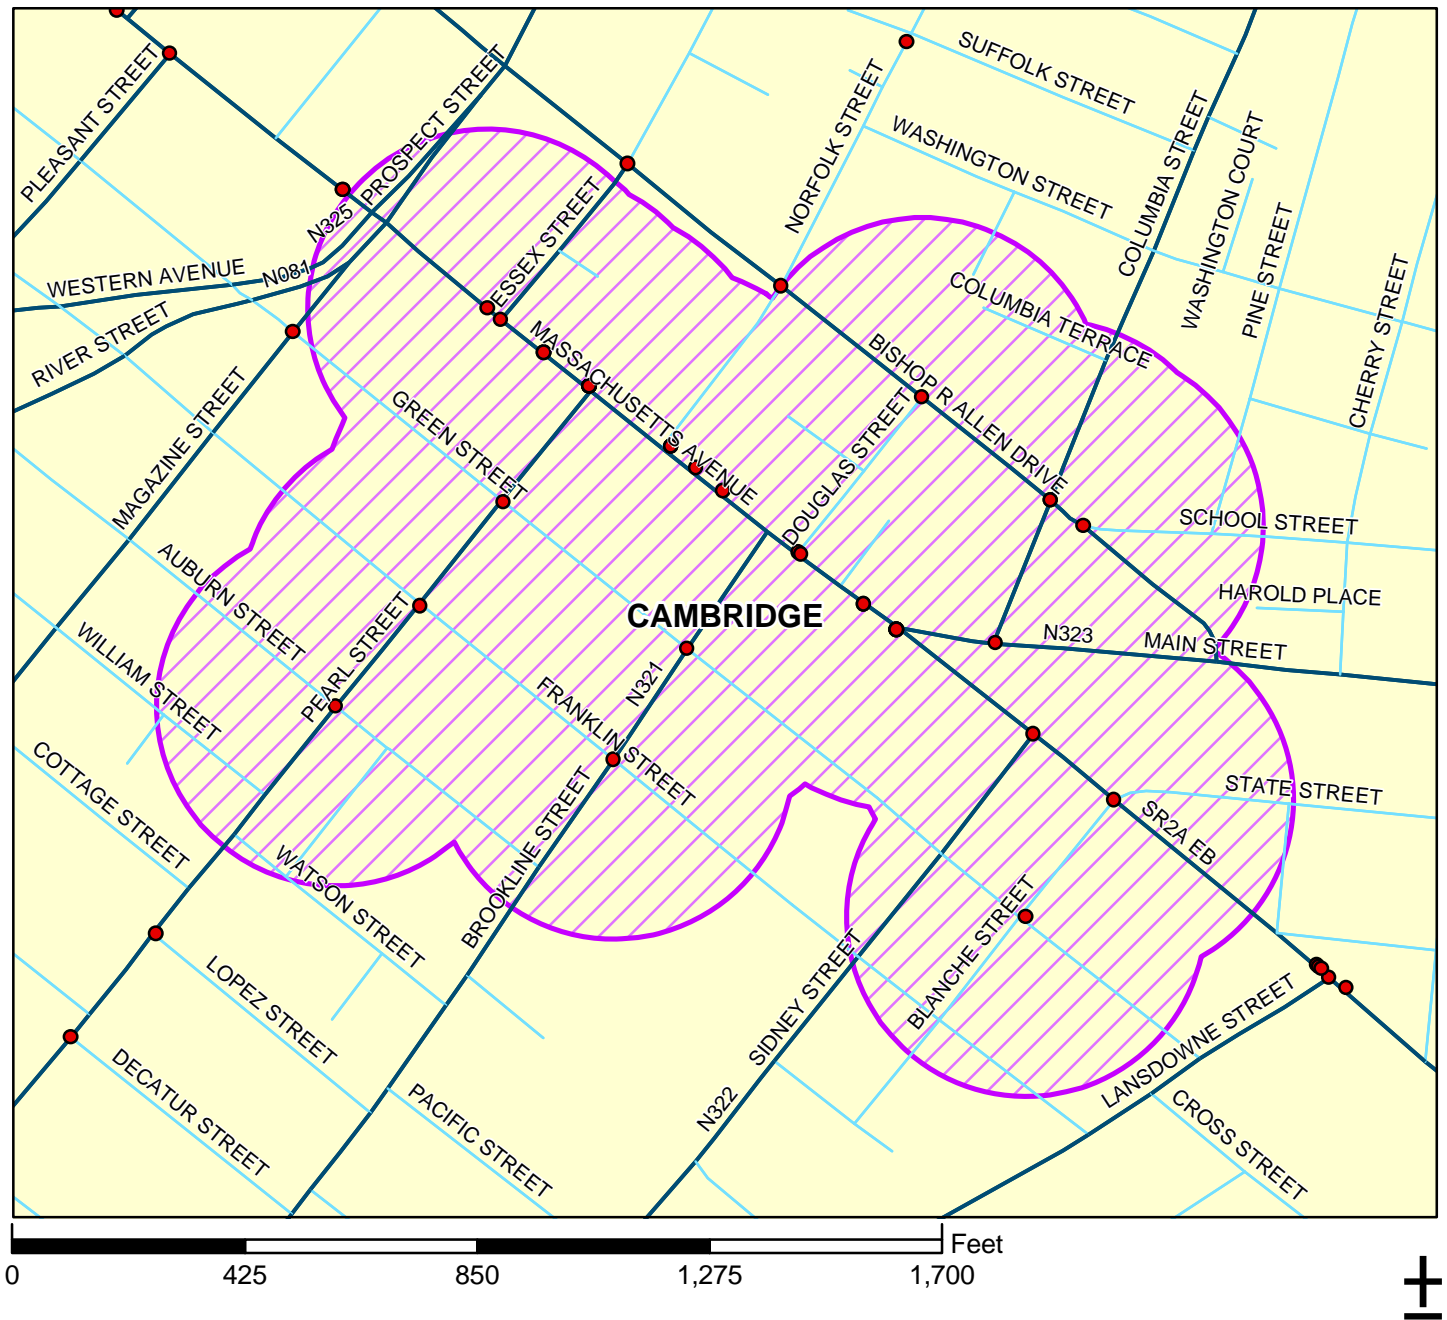 SUFFOLK STREET
PLEASANT STREET
PROSPECT STREET
NORFOLK STREET
WASHINGTON STREET
COLUMBIA STREET
WASHINGTON COURT
N325
ESSEX STREET
PINE STREET
WESTERN AVENUE
N081
CHERRY STREET
COLUMBIA TERRACE
RIVER STREET
MASSACHUSETTS AVENUE
BISHOP R ALLEN DRIVE
MAGAZINE STREET
GREEN STREET
DOUGLAS STREET
SCHOOL STREET
AUBURN STREET
HAROLD PLACE
CAMBRIDGE
N323
MAIN STREET
WILLIAM STREET
PEARL STREET
N321
FRANKLIN STREET
COTTAGE STREET
STATE STREET
SR2A EB
BROOKLINE STREET
WATSON STREET
BLANCHE STREET
SIDNEY STREET
LOPEZ STREET
LANSDOWNE STREET
DECATUR STREET
PACIFIC STREET
N322
CROSS STREET
Feet
0 425 850 1,275 1,700